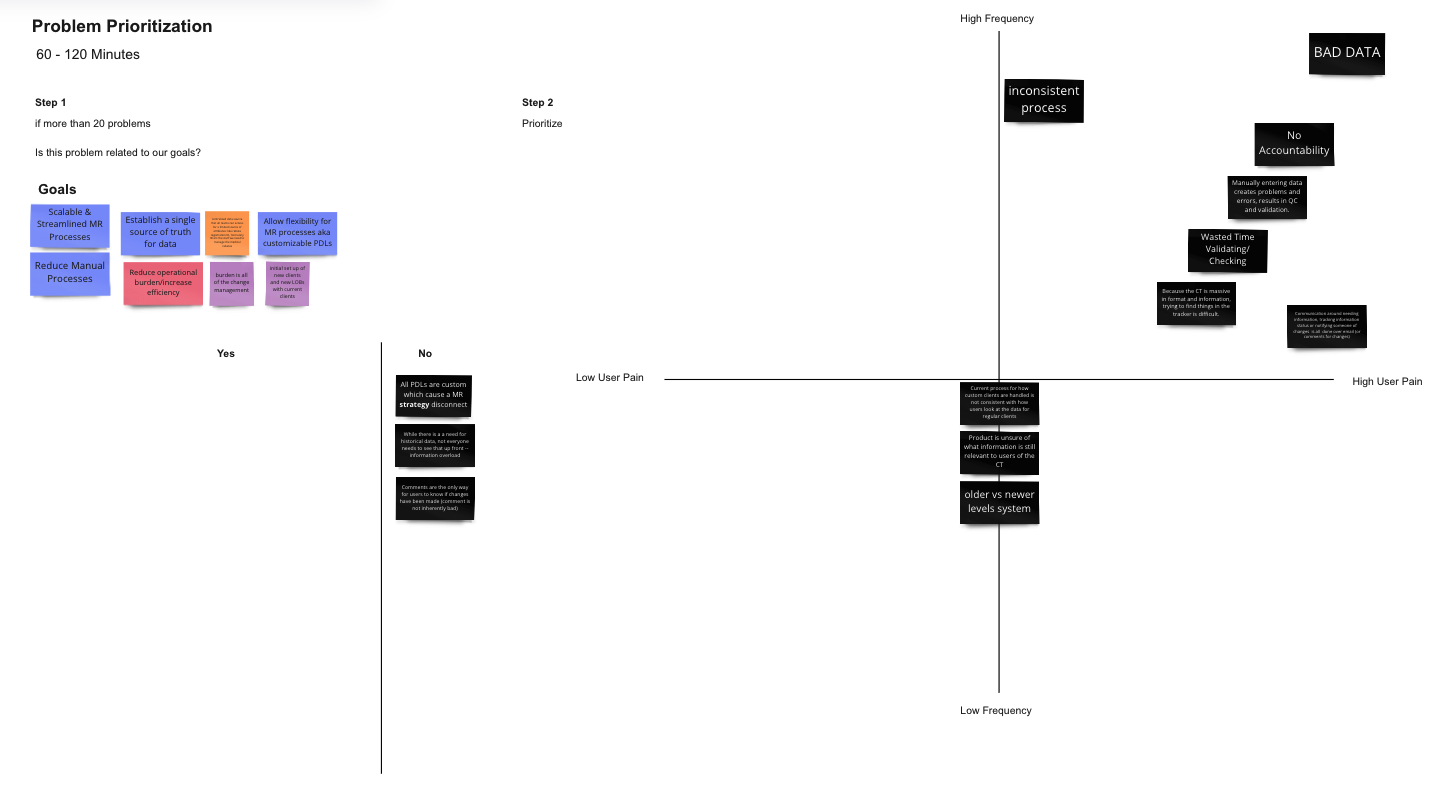 Problem Prioritization
60 - 120 Minutes
Step 1
if more than 20 problems
Is this problem related to our goals?
Goals
Scalable &
Streamlined MR
Processes
Establish a single
source of truth
for data
Allow flexibility for
MR processes aka
customizable PDLs
Reduce Manual
Processes
Reduce operational
burden/increase
efficiency
burden is all
of the change
management
initial set up of
new clients
and new LOBs
with current
clients
Yes
No
All PDLs are custom
which cause a MR
strategy disconnect
While there is a a need for
historical data, not everyone
needs to see that up front --
information overload
Comments are the only way
for users to know if changes
have been made (comment is
not inherently bad)
Step 2
Prioritize
High Frequency
BAD DATA
inconsistent
process
No
Accountability
Manually entering data
creates problems and
errors, results in QC
and validation.
Wasted Time
Validating/
Checking
Because the CT is massive
in format and information,
trying to find things in the
tracker is difficult.
Communication around needing
information, tracking information
status or notifying someone of
changes is all done over email (or
comments for changes)
Low User Pain
High User Pain
Current process for how
custom clients are handled is
not consistent with how
users look at the data for
regular clients
Product is unsure of
what information is still
relevant to users of the
CT
older vs newer
levels system
Low Frequency